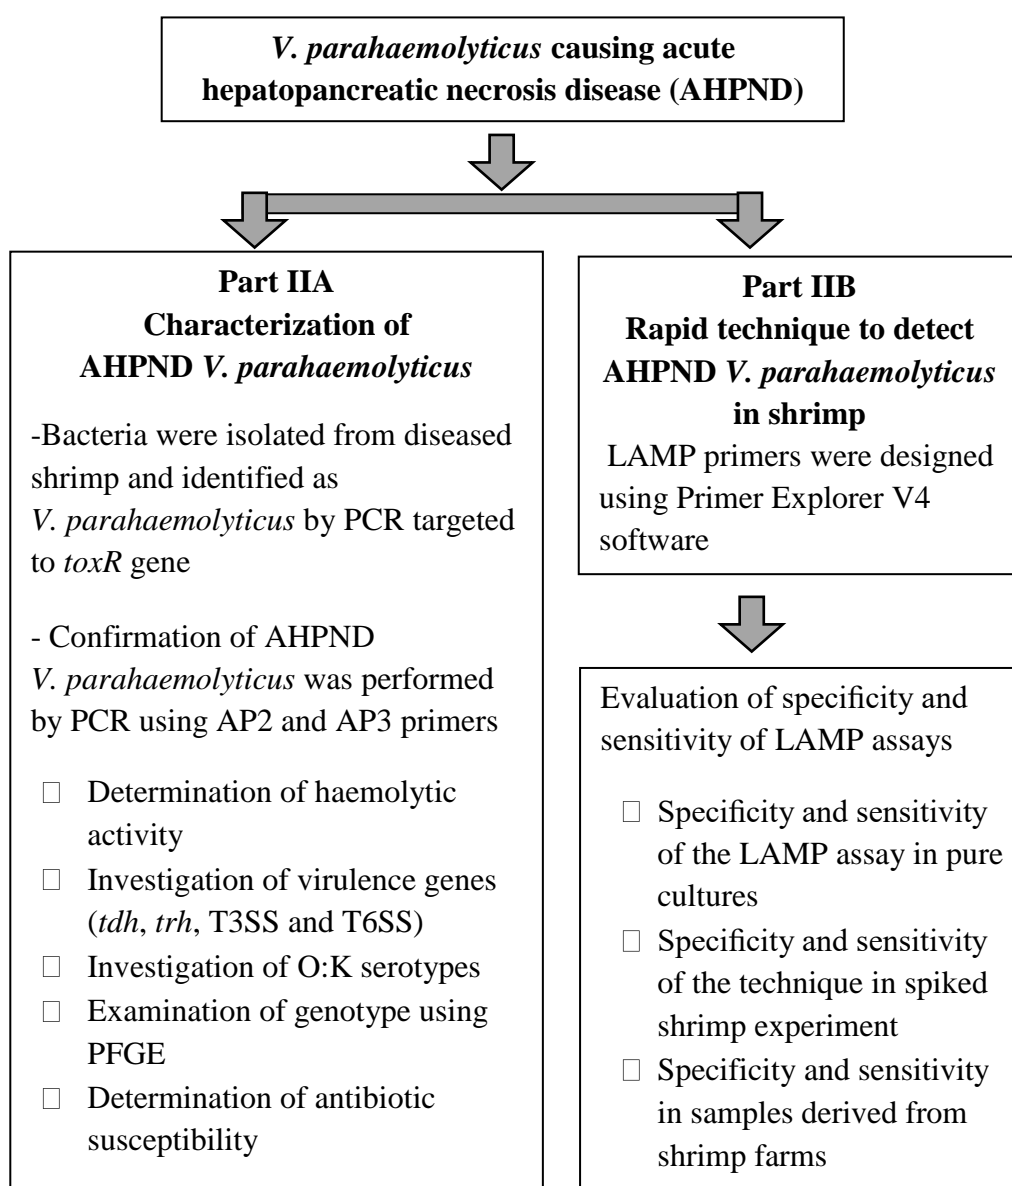 V. parahaemolyticus causing acute
hepatopancreatic necrosis disease (AHPND)
Part IIA
Characterization of
AHPND V. parahaemolyticus
-Bacteria were isolated from diseased
shrimp and identified as
V. parahaemolyticus by PCR targeted
to toxR gene
- Confirmation of AHPND
V. parahaemolyticus was performed
by PCR using AP2 and AP3 primers
□ Determination of haemolytic
activity
□ Investigation of virulence genes
(tdh, trh, T3SS and T6SS)
□ Investigation of O:K serotypes
□ Examination of genotype using
PFGE
□ Determination of antibiotic
susceptibility
Part IIB
Rapid technique to detect
AHPND V. parahaemolyticus
in shrimp
LAMP primers were designed
using Primer Explorer V4
software
Evaluation of specificity and
sensitivity of LAMP assays
□ Specificity and sensitivity
of the LAMP assay in pure
cultures
□ Specificity and sensitivity
of the technique in spiked
shrimp experiment
□ Specificity and sensitivity
in samples derived from
shrimp farms